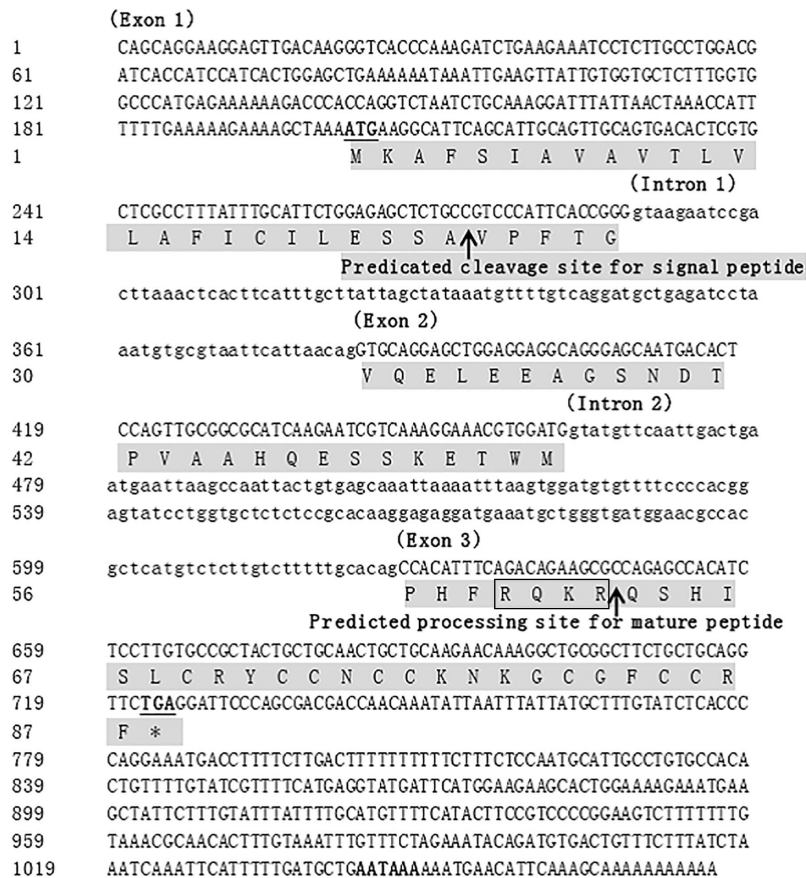 (Exon 1)
1 CAGCAGGAAGGAGTTGACAAGGGTCACCCAAAGATCTGAAGAAATCCTCTTGCCTGGACG
61 ATCACCATCCATCACTGGAGCTGAAAAAATAAATTGAAGTTATTGTGGTGCTCTTTGGTG
121 GCCCATGAGAAAAAAGACCCACCAGGTCTAATCTGCAAAGGATTTATTAACTAAACCATT
181 TTTTGAAAAAGAAAAGCTAAAATGAAGGCATTCAGCATTGCAGTTGCAGTGACACTCGTG
1 M K A F S I A V A V T L V
(Intron 1)
241 CTCGCCTTTATTTGCATTCTGGAGAGCTCTGCCGTCCCATTCACCGGGgtaagaatccga
14 L A F I C I L E S S A V P F T G
Predicated cleavage site for signal peptide
301 cttaaactcacttcatttgcttattagctataaatgttttgtcaggatgctgagatccta
(Exon 2)
361 aatgtgcgtaattcattaacagGTGCAGGAGCTGGAGGAGGCAGGGAGCAATGACACT
30 V Q E L E E A G S N D T
(Intron 2)
419 CCAGTTGCGGCGCATCAAGAATCGTCAAAGGAAACGTGGATGgtatgttcaattgactga
42 P V A A H Q E S S K E T W M
479 atgaattaagccaattactgtgagcaaattaaaatttaagtggatgtgttttccccacgg
539 agtatcctggtgctctctccgcacaaggagaggatgaaatgctgggtgatggaacgccac
(Exon 3)
599 gctcatgtctcttgtctttttgcacagCCACATTTCAGACAGAAGCGCCAGAGCCACATC
56 P H F R Q K R Q S H I
Predicted processing site for mature peptide
659 TCCTTGTGCCGCTACTGCTGCAACTGCTGCAAGAACAAAGGCTGCGGCTTCTGCTGCAGG
67 S L C R Y C C N C C K N K G C G F C C R
719 TTCTGAGGATTCCCAGCGACGACCAACAAATATTAATTTATTATGCTTTGTATCTCACCC
87 F *
779 CAGGAAATGACCTTTTCTTGACTTTTTTTTTTCTTTCTCCAATGCATTGCCTGTGCCACA
839 CTGTTTTGTATCGTTTTCATGAGGTATGATTCATGGAAGAAGCACTGGAAAAGAAATGAA
899 GCTATTCTTTGTATTTATTTTGCATGTTTTCATACTTCCGTCCCCGGAAGTCTTTTTTTG
959 TAAACGCAACACTTTGTAAATTTGTTTCTAGAAATACAGATGTGACTGTTTCTTTATCTA
1019 AATCAAATTCATTTTTGATGCTGAATAAAAAATGAACATTCAAAGCAAAAAAAAAAA